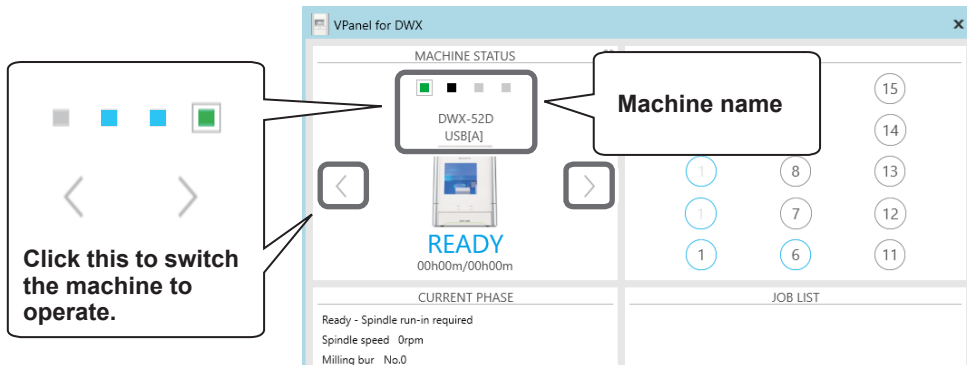 VPanel for DWX
x
MACHINE STATUS
DWX-52D
USB[A]
READY
00h00m/00h00m
Machine name
15
14
1 8 13
1 7 12
1 6 11
Click this to switch
the machine to
operate.
CURRENT PHASE
Ready - Spindle run-in required
Spindle speed 0rpm
Milling bur No.0
JOB LIST